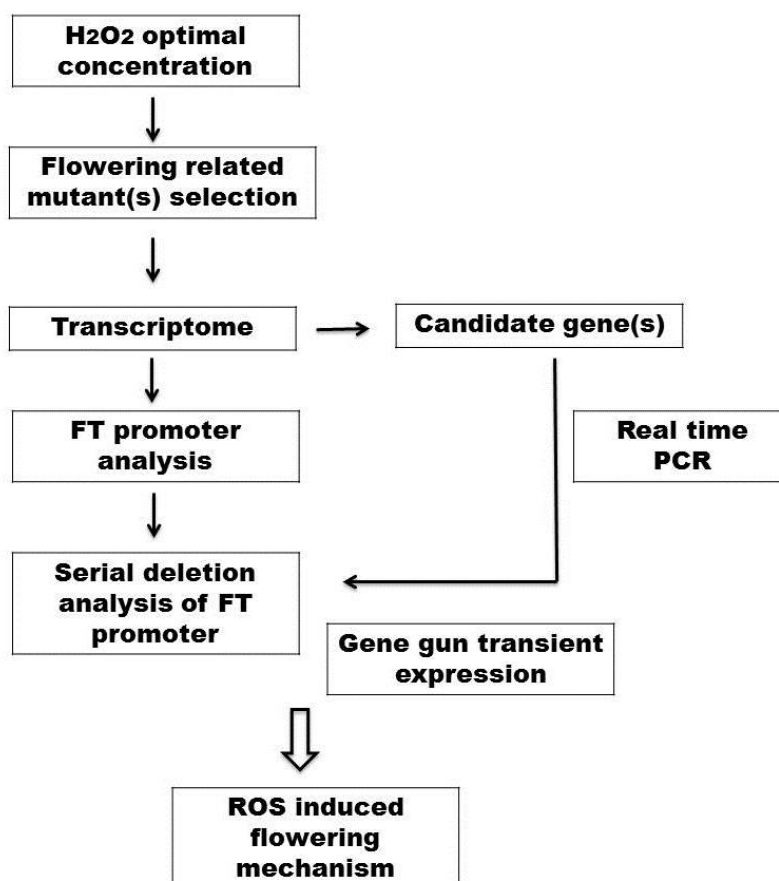 H2O2 optimal
concentration
Flowering related
mutant(s) selection
Transcriptome
Candidate gene(s)
FT promoter
analysis
Real time
PCR
Serial deletion
analysis of FT
promoter
Gene gun transient
expression
ROS induced
flowering
mechanism